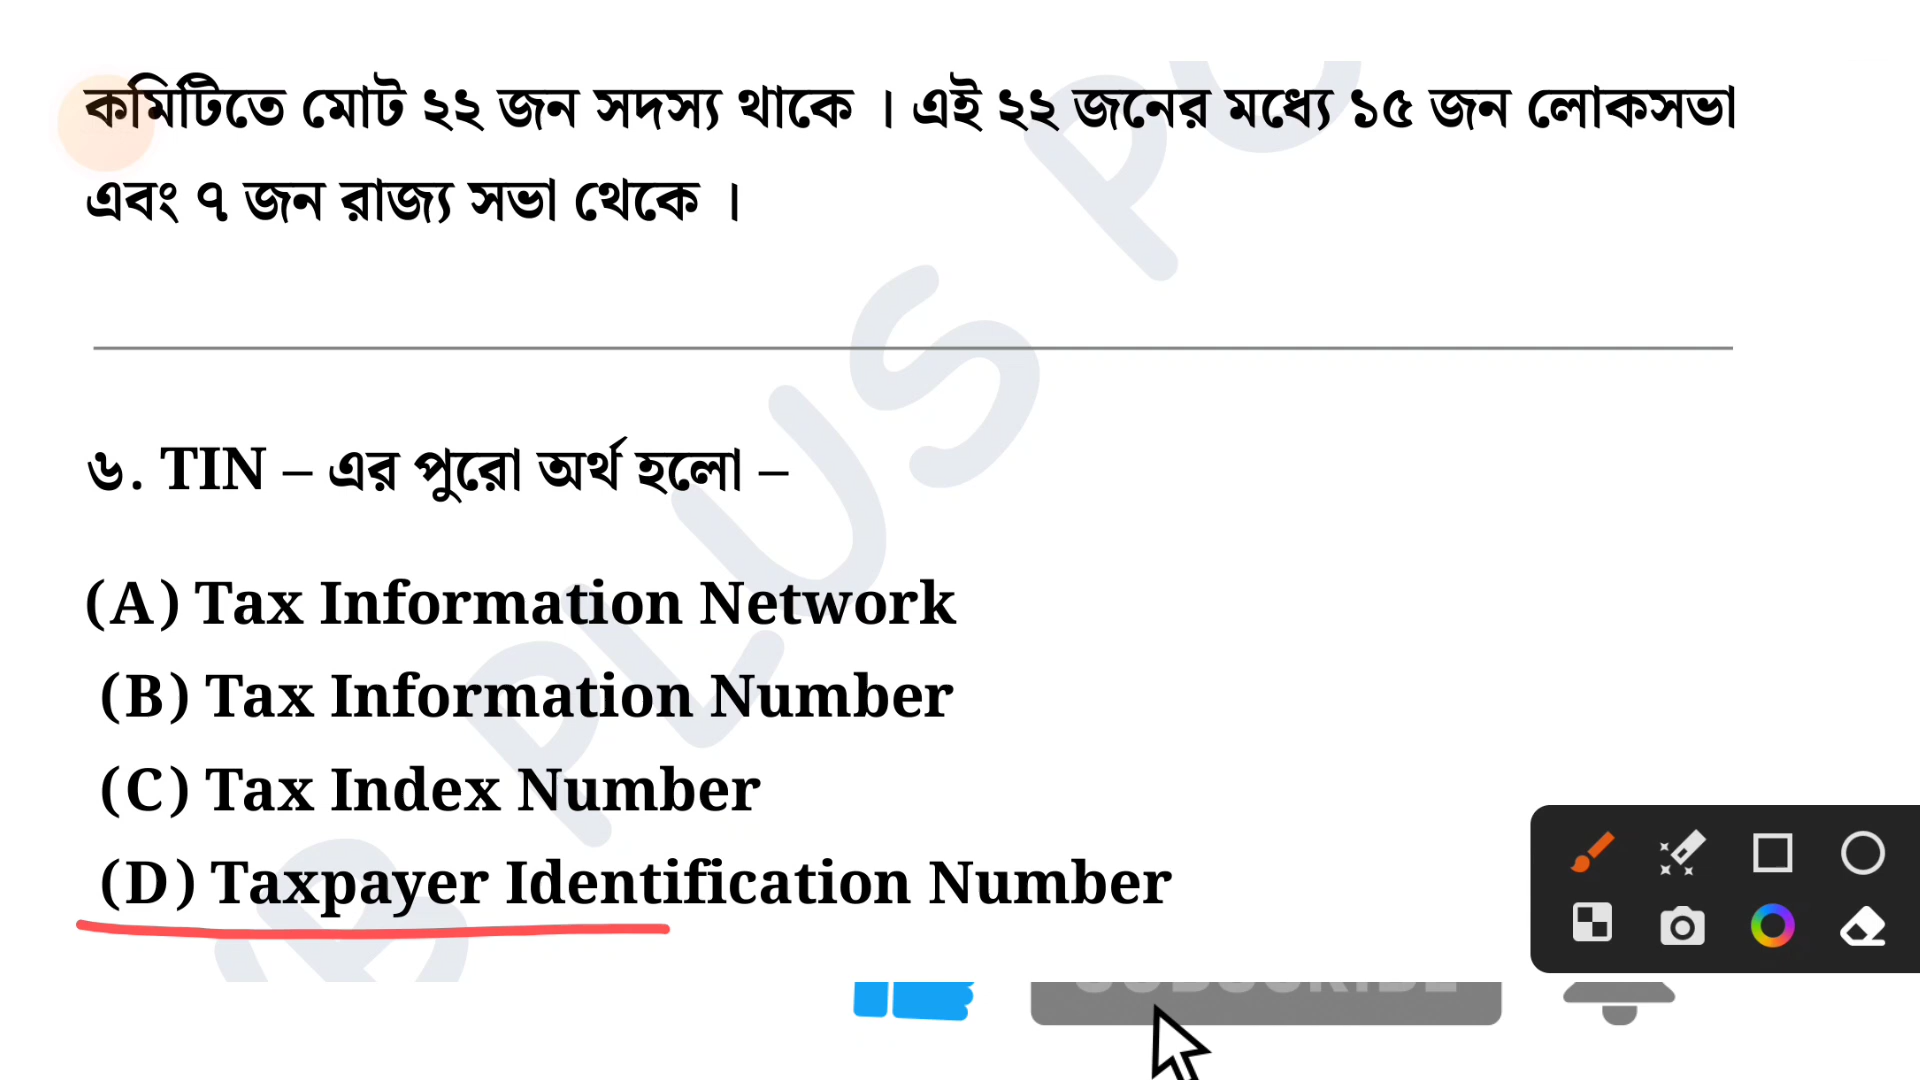 কমিটিতে মোট ২২ জন সদস্য থাকে । এই ২২ জনের মধ্যে ১৫ জন লোকসভা
এবং ৭ জন রাজ্য সভা থেকে ।
৬. TIN – এর পুরো অর্থ হলো –
(A) Tax Information Network
(B) Tax Information Number
(C) Tax Index Number
(D) Taxpayer Identification Number
SUBSCRIBE